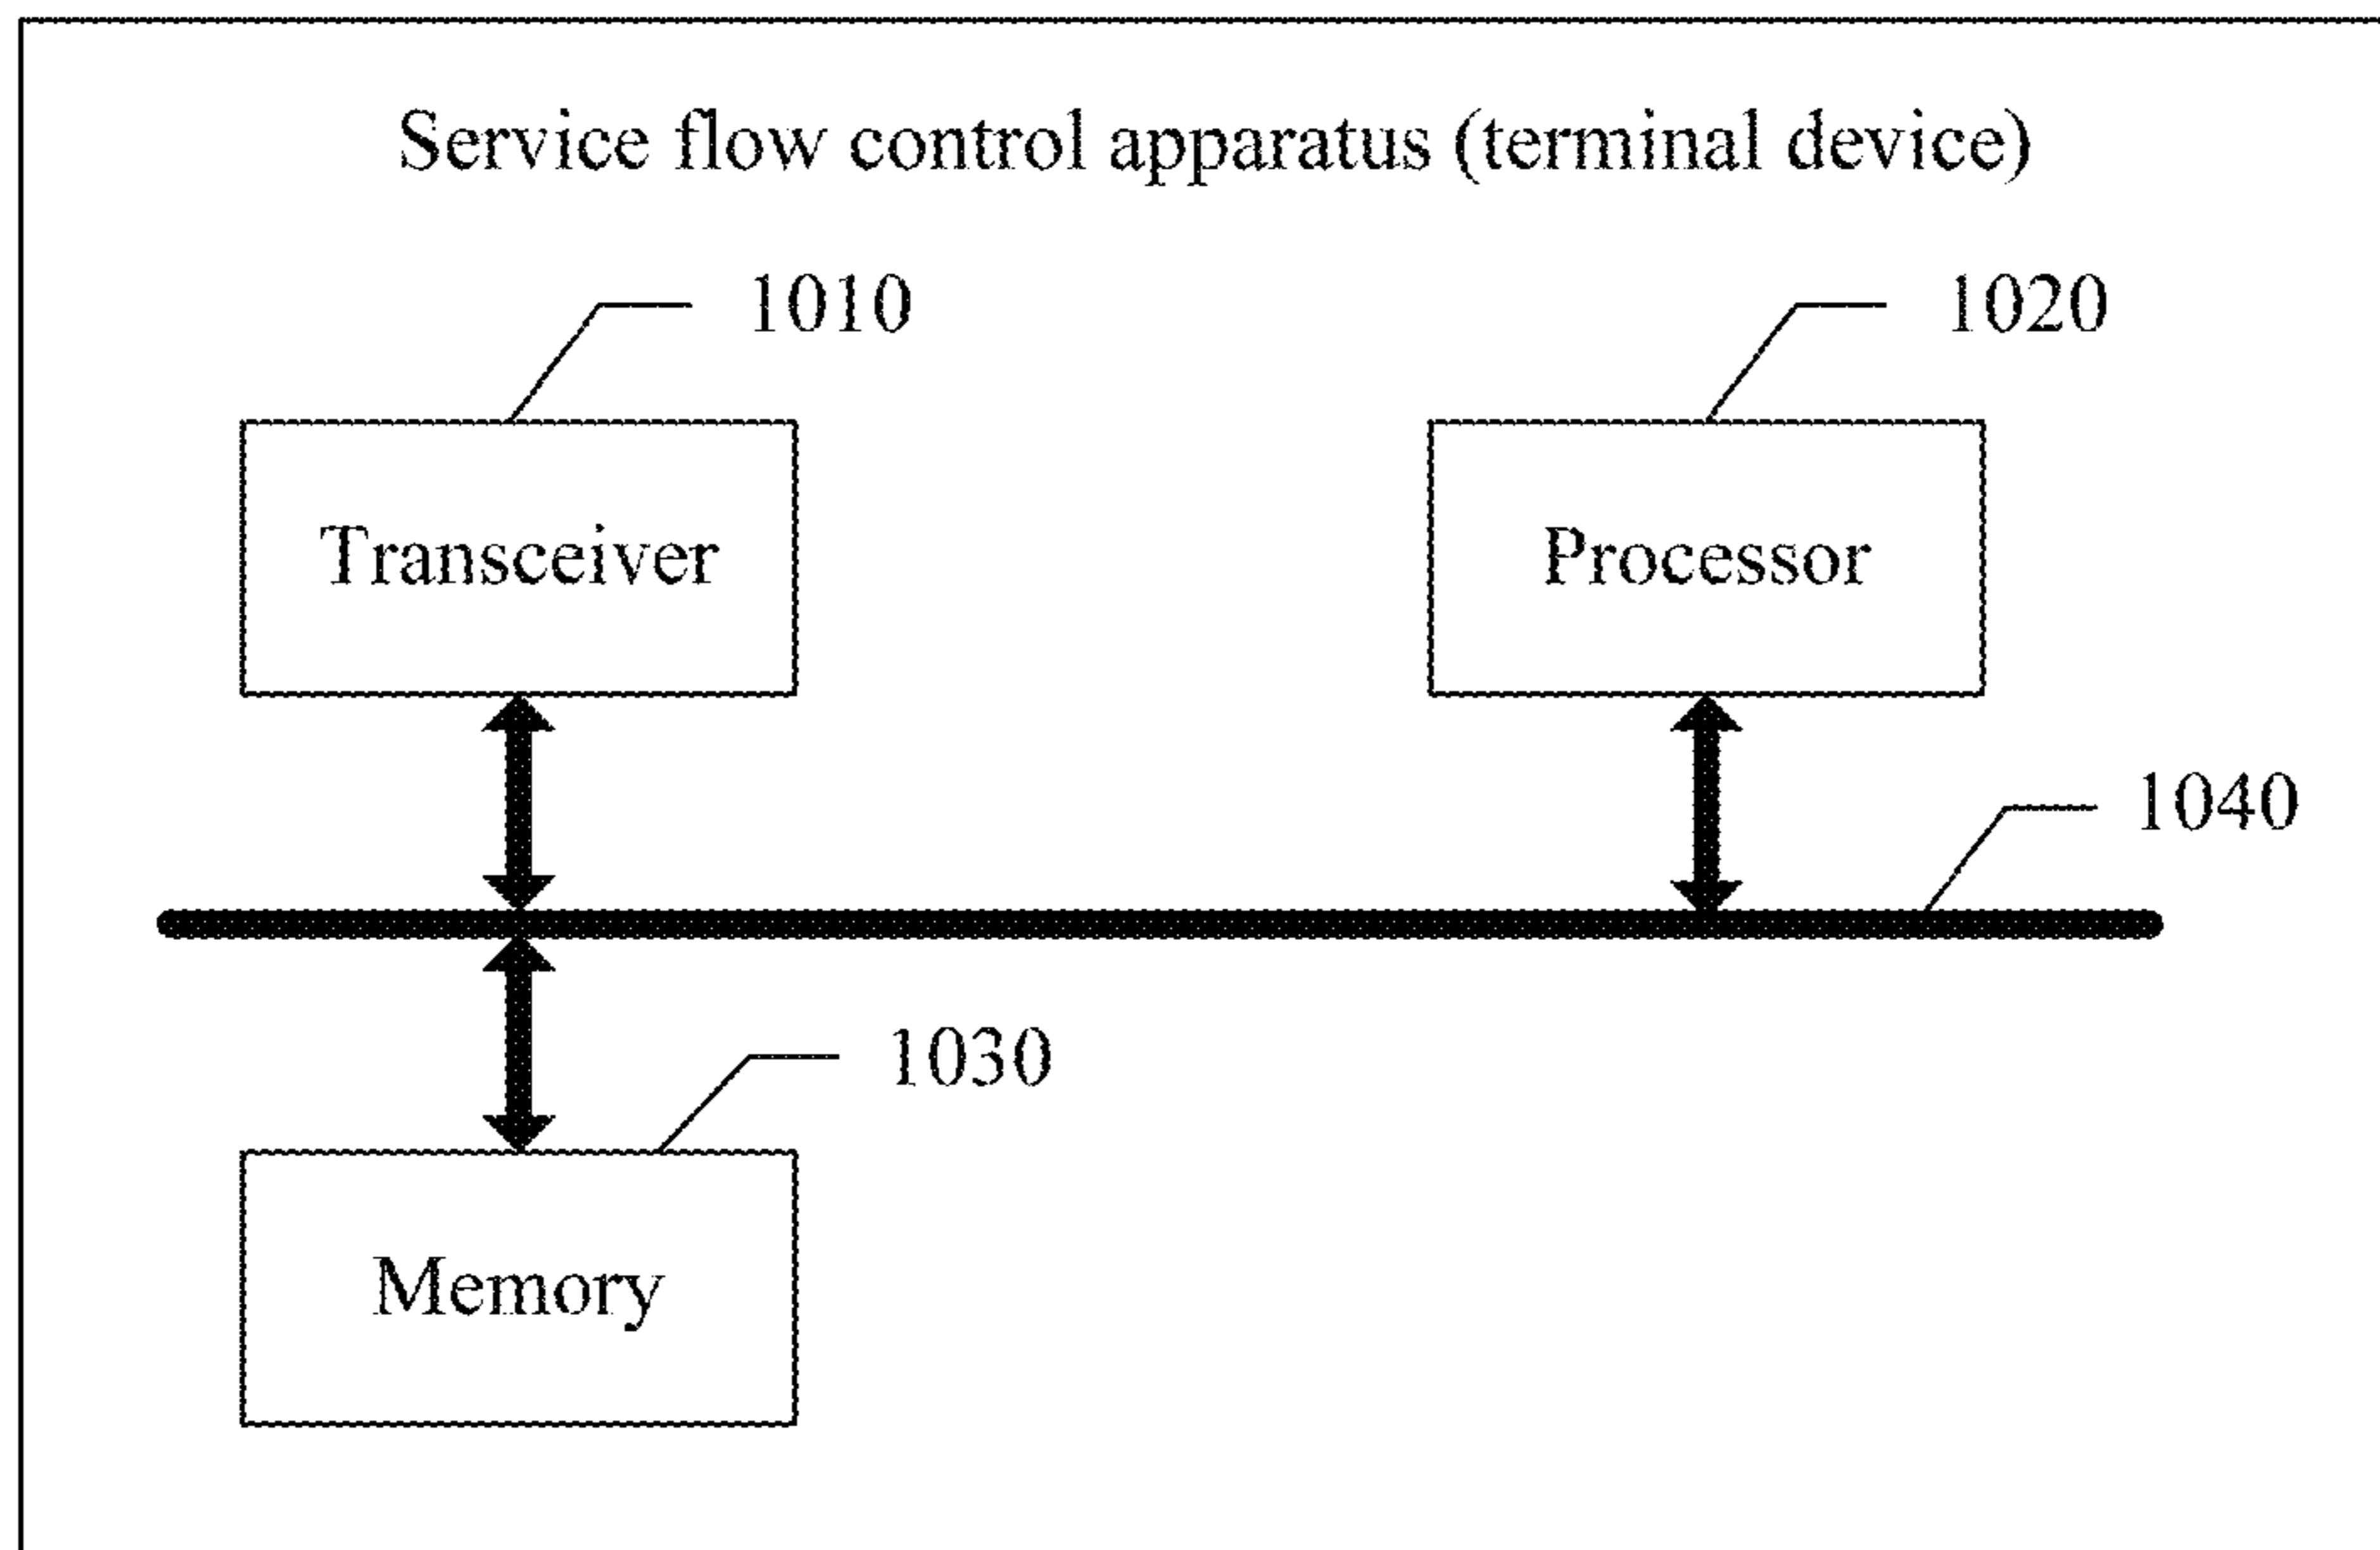 Service flow control apparatus (terminal device)
1010
1020
Transceiver
Processor
1040
1030
Memory